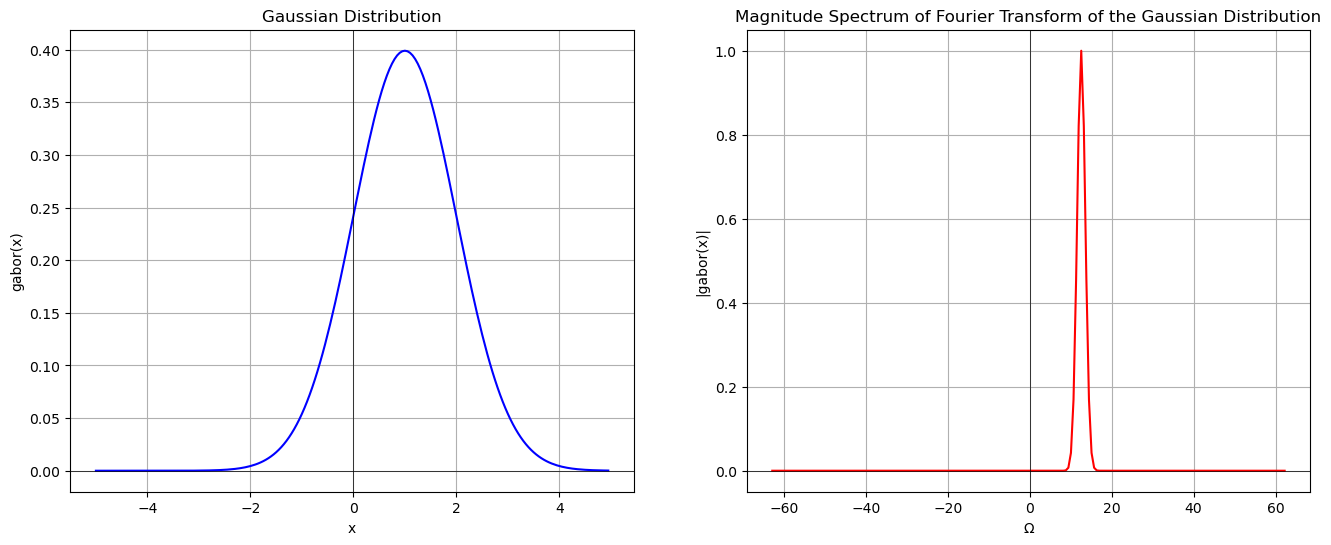 Gaussian Distribution
0.40
0.35
0.30
0.25
0.20
0.15
0.10
0.05
0.00
gabor(x)
−4 −2 0 2 4
x
Magnitude Spectrum of Fourier Transform of the Gaussian Distribution
1.0
0.8
0.6
0.4
0.2
0.0
|gabor(x)|
−60 −40 −20 0 20 40 60
Ω